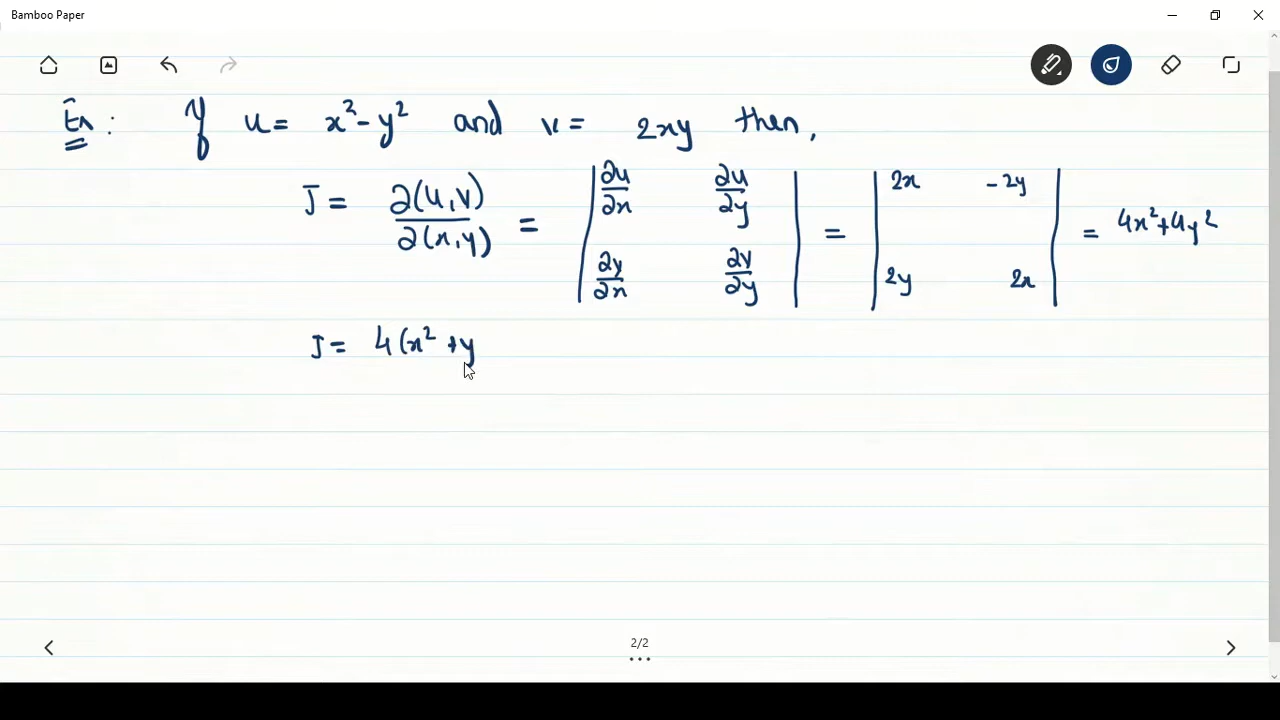 Bamboo Paper
Ex : If u = x² - y² and v = 2xy then,
J = ∂(u,v)/∂(x,y) = | ∂u/∂x ∂u/∂y | = | 2x -2y | = 4x²+4y²
| ∂y/∂x ∂v/∂y | | 2y 2x |
J = 4(x² + y
2/2